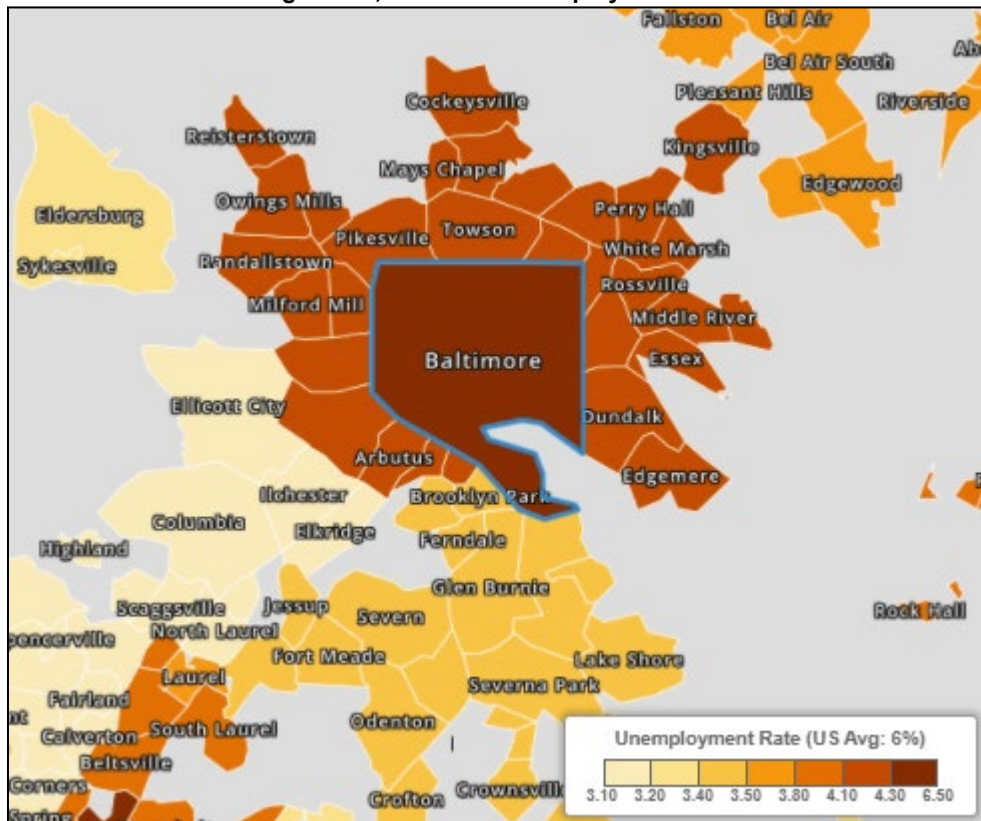 Fallston
Bel Air
Bel Air South
Cockeysville
Pleasant Hills
Riverside
Reisterstown
Kingsville
Mays Chapel
Edgewood
Owings Mills
Perry Hall
Eldersburg
Towson
Pikesville
White Marsh
Randallstown
Sykesville
Rossville
Milford Mill
Middle River
Baltimore
Essex
Ellicott City
Dundalk
Arbutus
Edgemere
Ilchester
Brooklyn Park
Columbia
Elkridge
Ferndale
Highland
Glen Burnie
Scaggsville
Jessup
Severn
Rock Hall
North Laurel
pencerville
Fort Meade
Lake Shore
Laurel
Severna Park
Fairland
Odenton
South Laurel
Calverton
Beltsville
Corners
Crofton
Crownsvill
Spring
Unemployment Rate (US Avg: 6%)
3.10 3.20 3.40 3.50 3.80 4.10 4.30 6.50